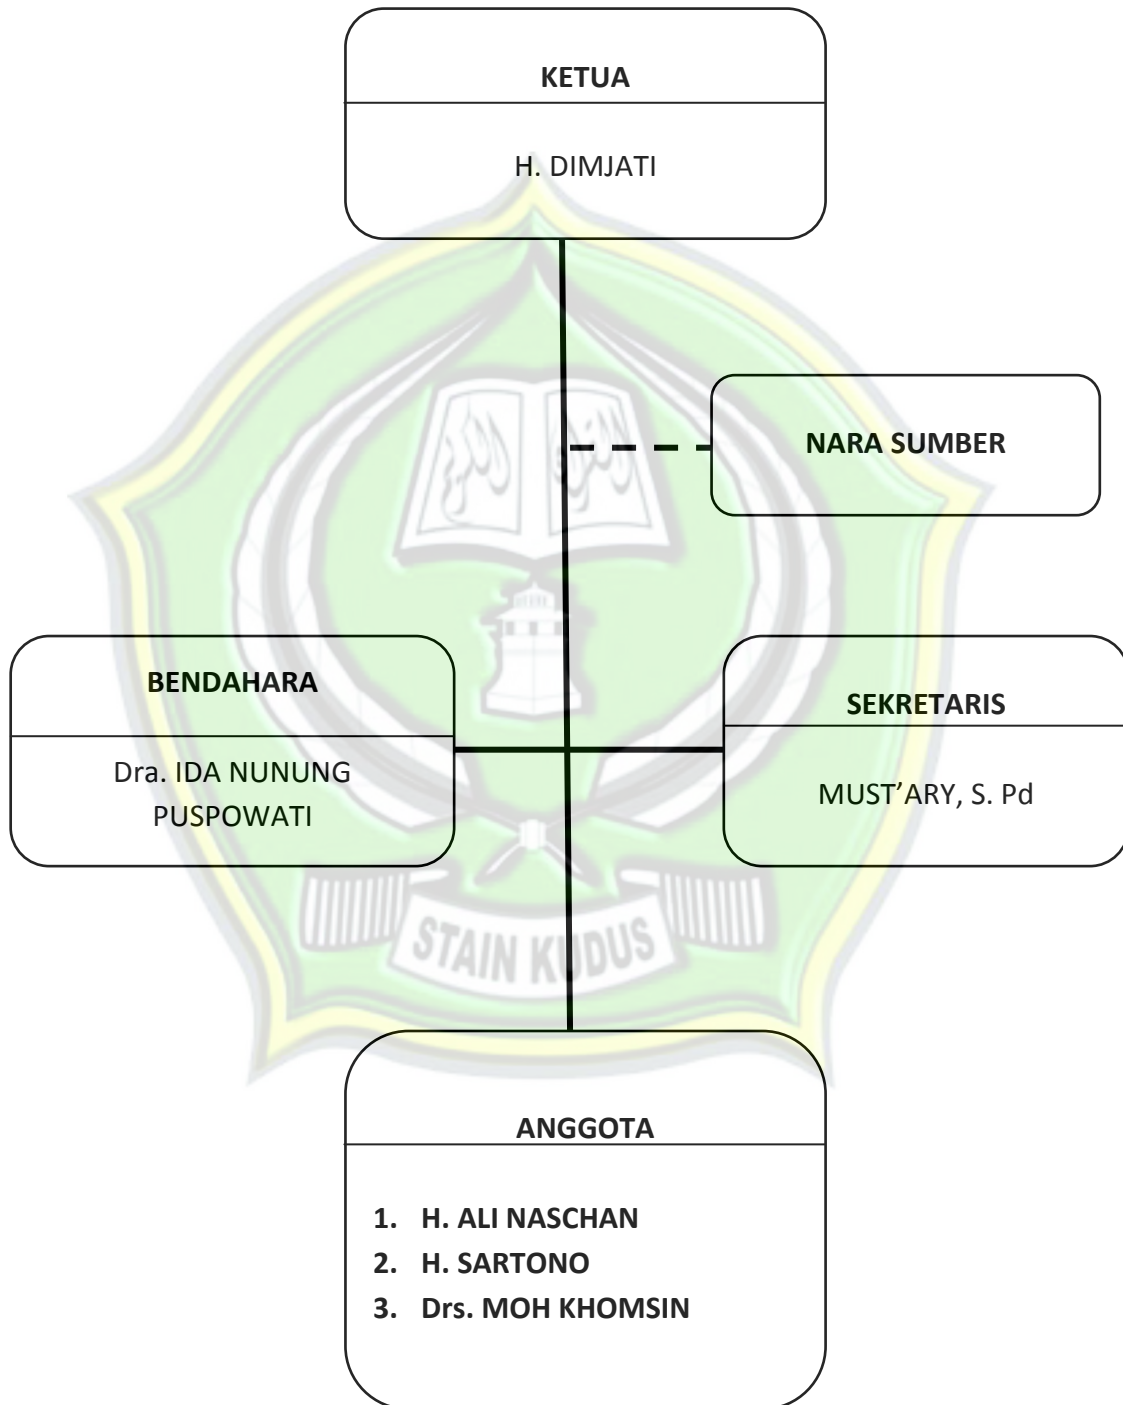 KETUA
H. DIMJATI
NARA SUMBER
BENDAHARA
Dra. IDA NUNUNG
PUSPOWATI
SEKRETARIS
MUST’ARY, S. Pd
STAIN KUDUS
ANGGOTA
1. H. ALI NASCHAN
2. H. SARTONO
3. Drs. MOH KHOMSIN